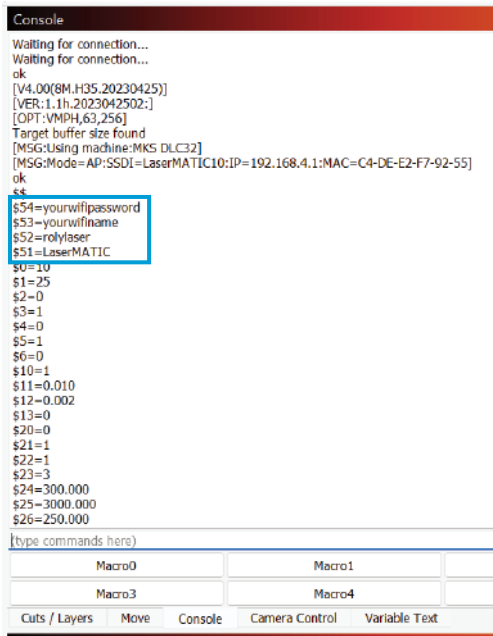 Console
Waiting for connection...
Waiting for connection...
ok
[V4.00(8M.H35.20230425)]
[VER:1.1h.2023042502:]
[OPT:VMPH,63,256]
Target buffer size found
[MSG:Using machine:MKS DLC32]
[MSG:Mode=AP:SSDI=LaserMATIC10:IP=192.168.4.1:MAC=C4-DE-E2-F7-92-55]
ok
$$
$54=yourwifipassword
$53=yourwifiname
$52=rolylaser
$51=LaserMATIC
$0=10
$1=25
$2=0
$3=1
$4=0
$5=1
$6=0
$10=1
$11=0.010
$12=0.002
$13=0
$20=0
$21=1
$22=1
$23=3
$24=300.000
$25=3000.000
$26=250.000
(type commands here)
Macro0 Macro1
Macro3 Macro4
Cuts / Layers Move Console Camera Control Variable Text